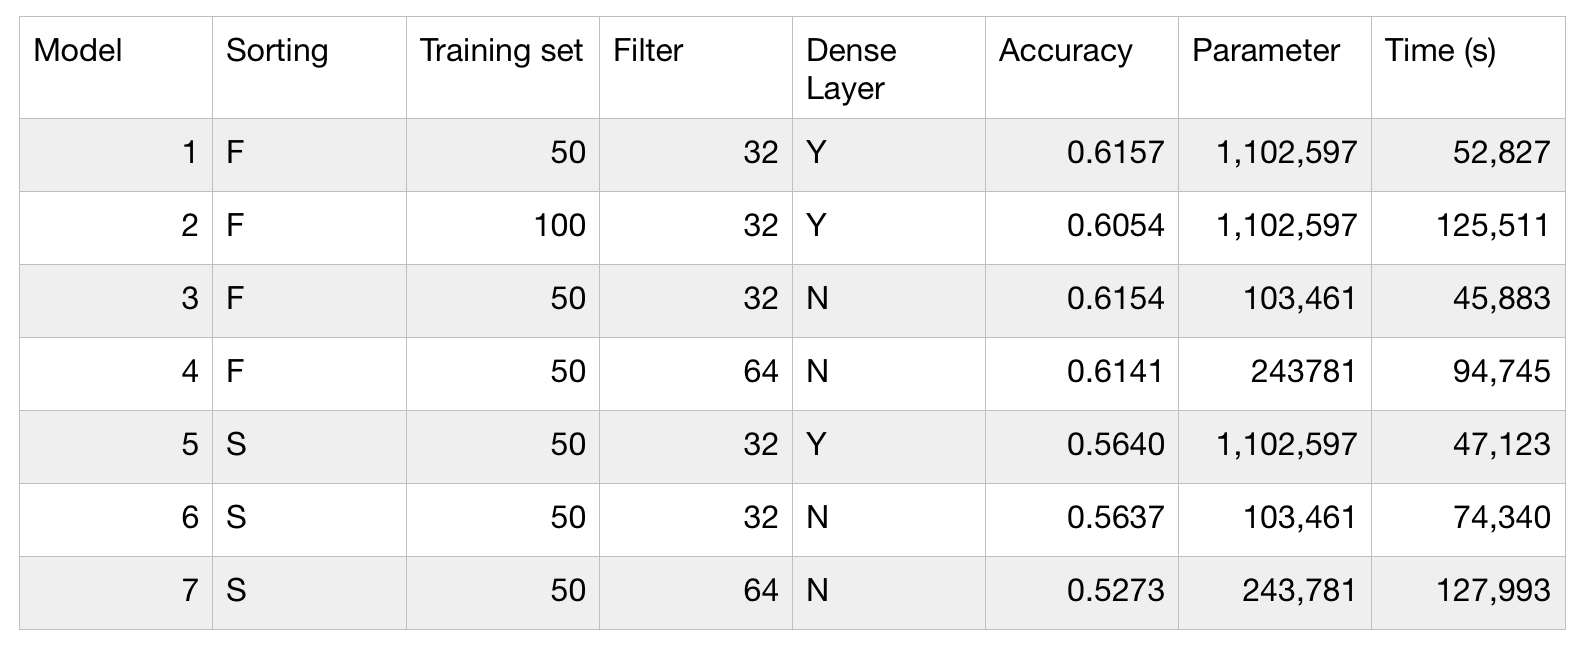 Model Sorting Training set Filter Dense Layer Accuracy Parameter Time (s)
1 F 50 32 Y 0.6157 1,102,597 52,827
2 F 100 32 Y 0.6054 1,102,597 125,511
3 F 50 32 N 0.6154 103,461 45,883
4 F 50 64 N 0.6141 243781 94,745
5 S 50 32 Y 0.5640 1,102,597 47,123
6 S 50 32 N 0.5637 103,461 74,340
7 S 50 64 N 0.5273 243,781 127,993